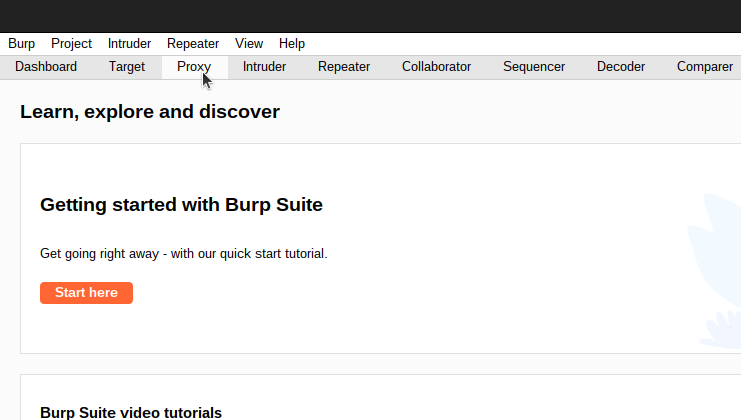 Burp Project Intruder Repeater View Help
Dashboard Target Proxy Intruder Repeater Collaborator Sequencer Decoder Comparer
Learn, explore and discover
Getting started with Burp Suite
Get going right away - with our quick start tutorial.
Start here
Burp Suite video tutorials